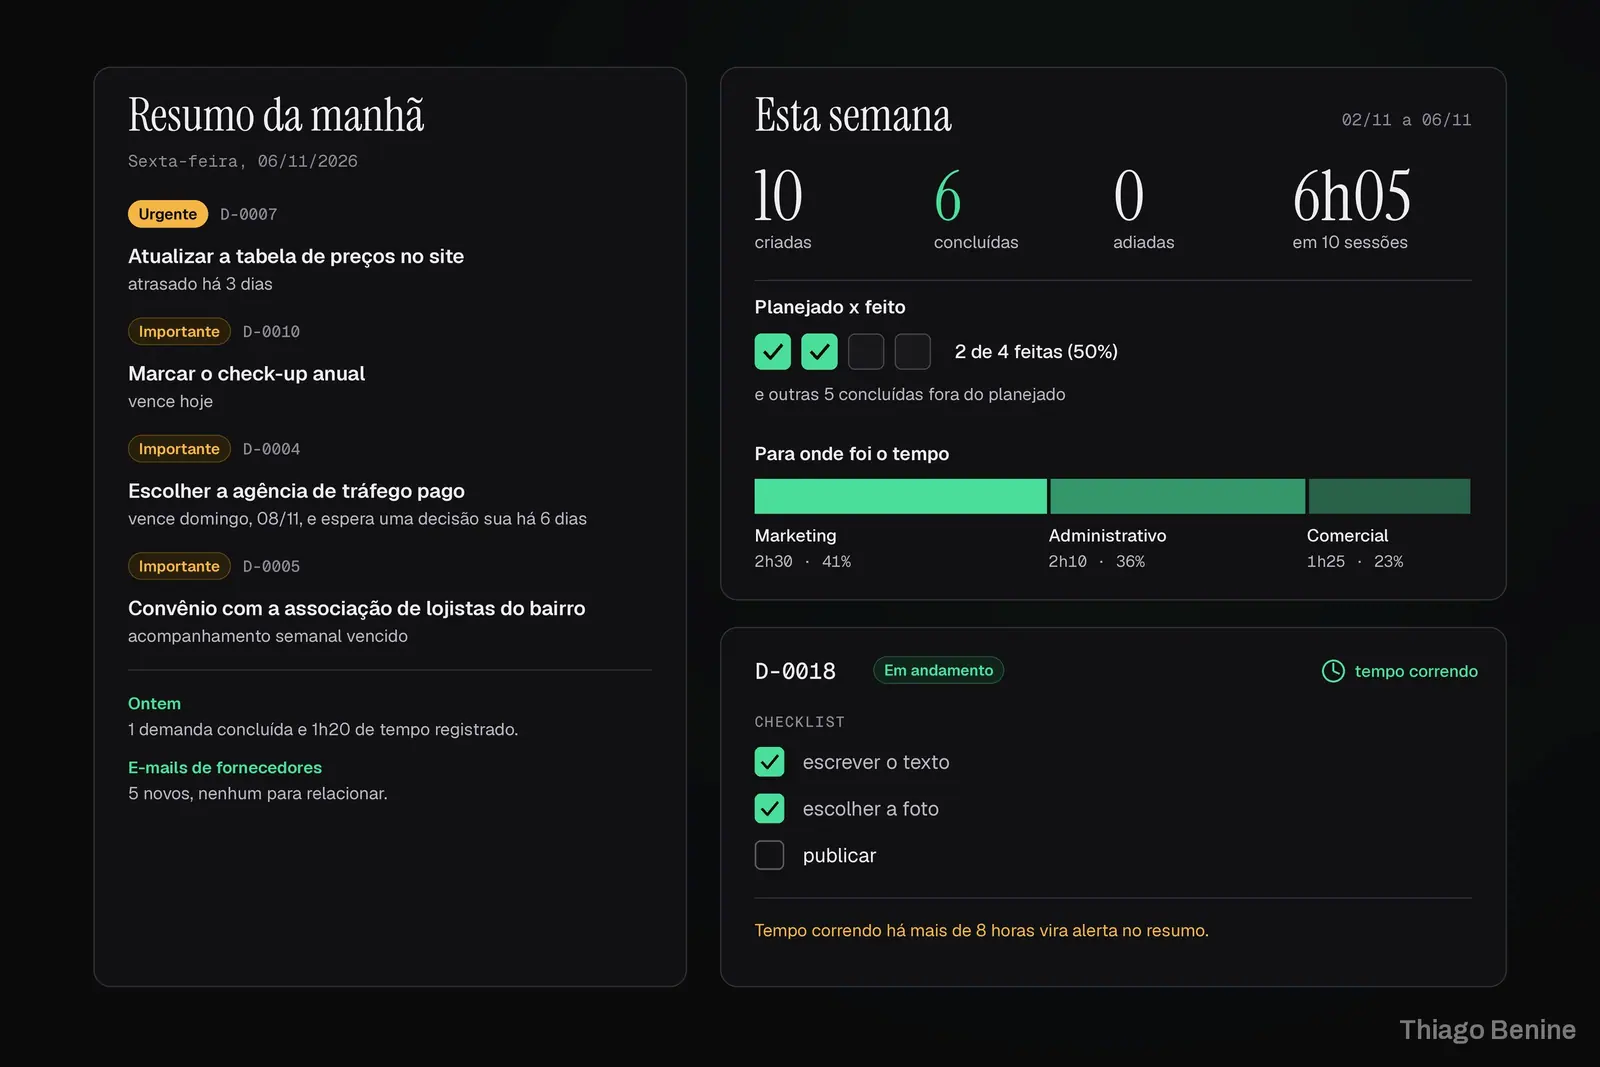 Resumo da manhã
Sexta-feira, 06/11/2026
Urgente D-0007
Atualizar a tabela de preços no site
atrasado há 3 dias
Importante D-0010
Marcar o check-up anual
vence hoje
Importante D-0004
Escolher a agência de tráfego pago
vence domingo, 08/11, e espera uma decisão sua há 6 dias
Importante D-0005
Convênio com a associação de lojistas do bairro
acompanhamento semanal vencido
Ontem
1 demanda concluída e 1h20 de tempo registrado.
E-mails de fornecedores
5 novos, nenhum para relacionar.
Esta semana 02/11 a 06/11
10 6 0 6h05
criadas concluídas adiadas em 10 sessões
Planejado x feito
2 de 4 feitas (50%)
e outras 5 concluídas fora do planejado
Para onde foi o tempo
Marketing Administrativo Comercial
2h30 · 41% 2h10 · 36% 1h25 · 23%
D-0018 Em andamento tempo correndo
CHECKLIST
escrever o texto
escolher a foto
publicar
Tempo correndo há mais de 8 horas vira alerta no resumo.
Thiago Benine